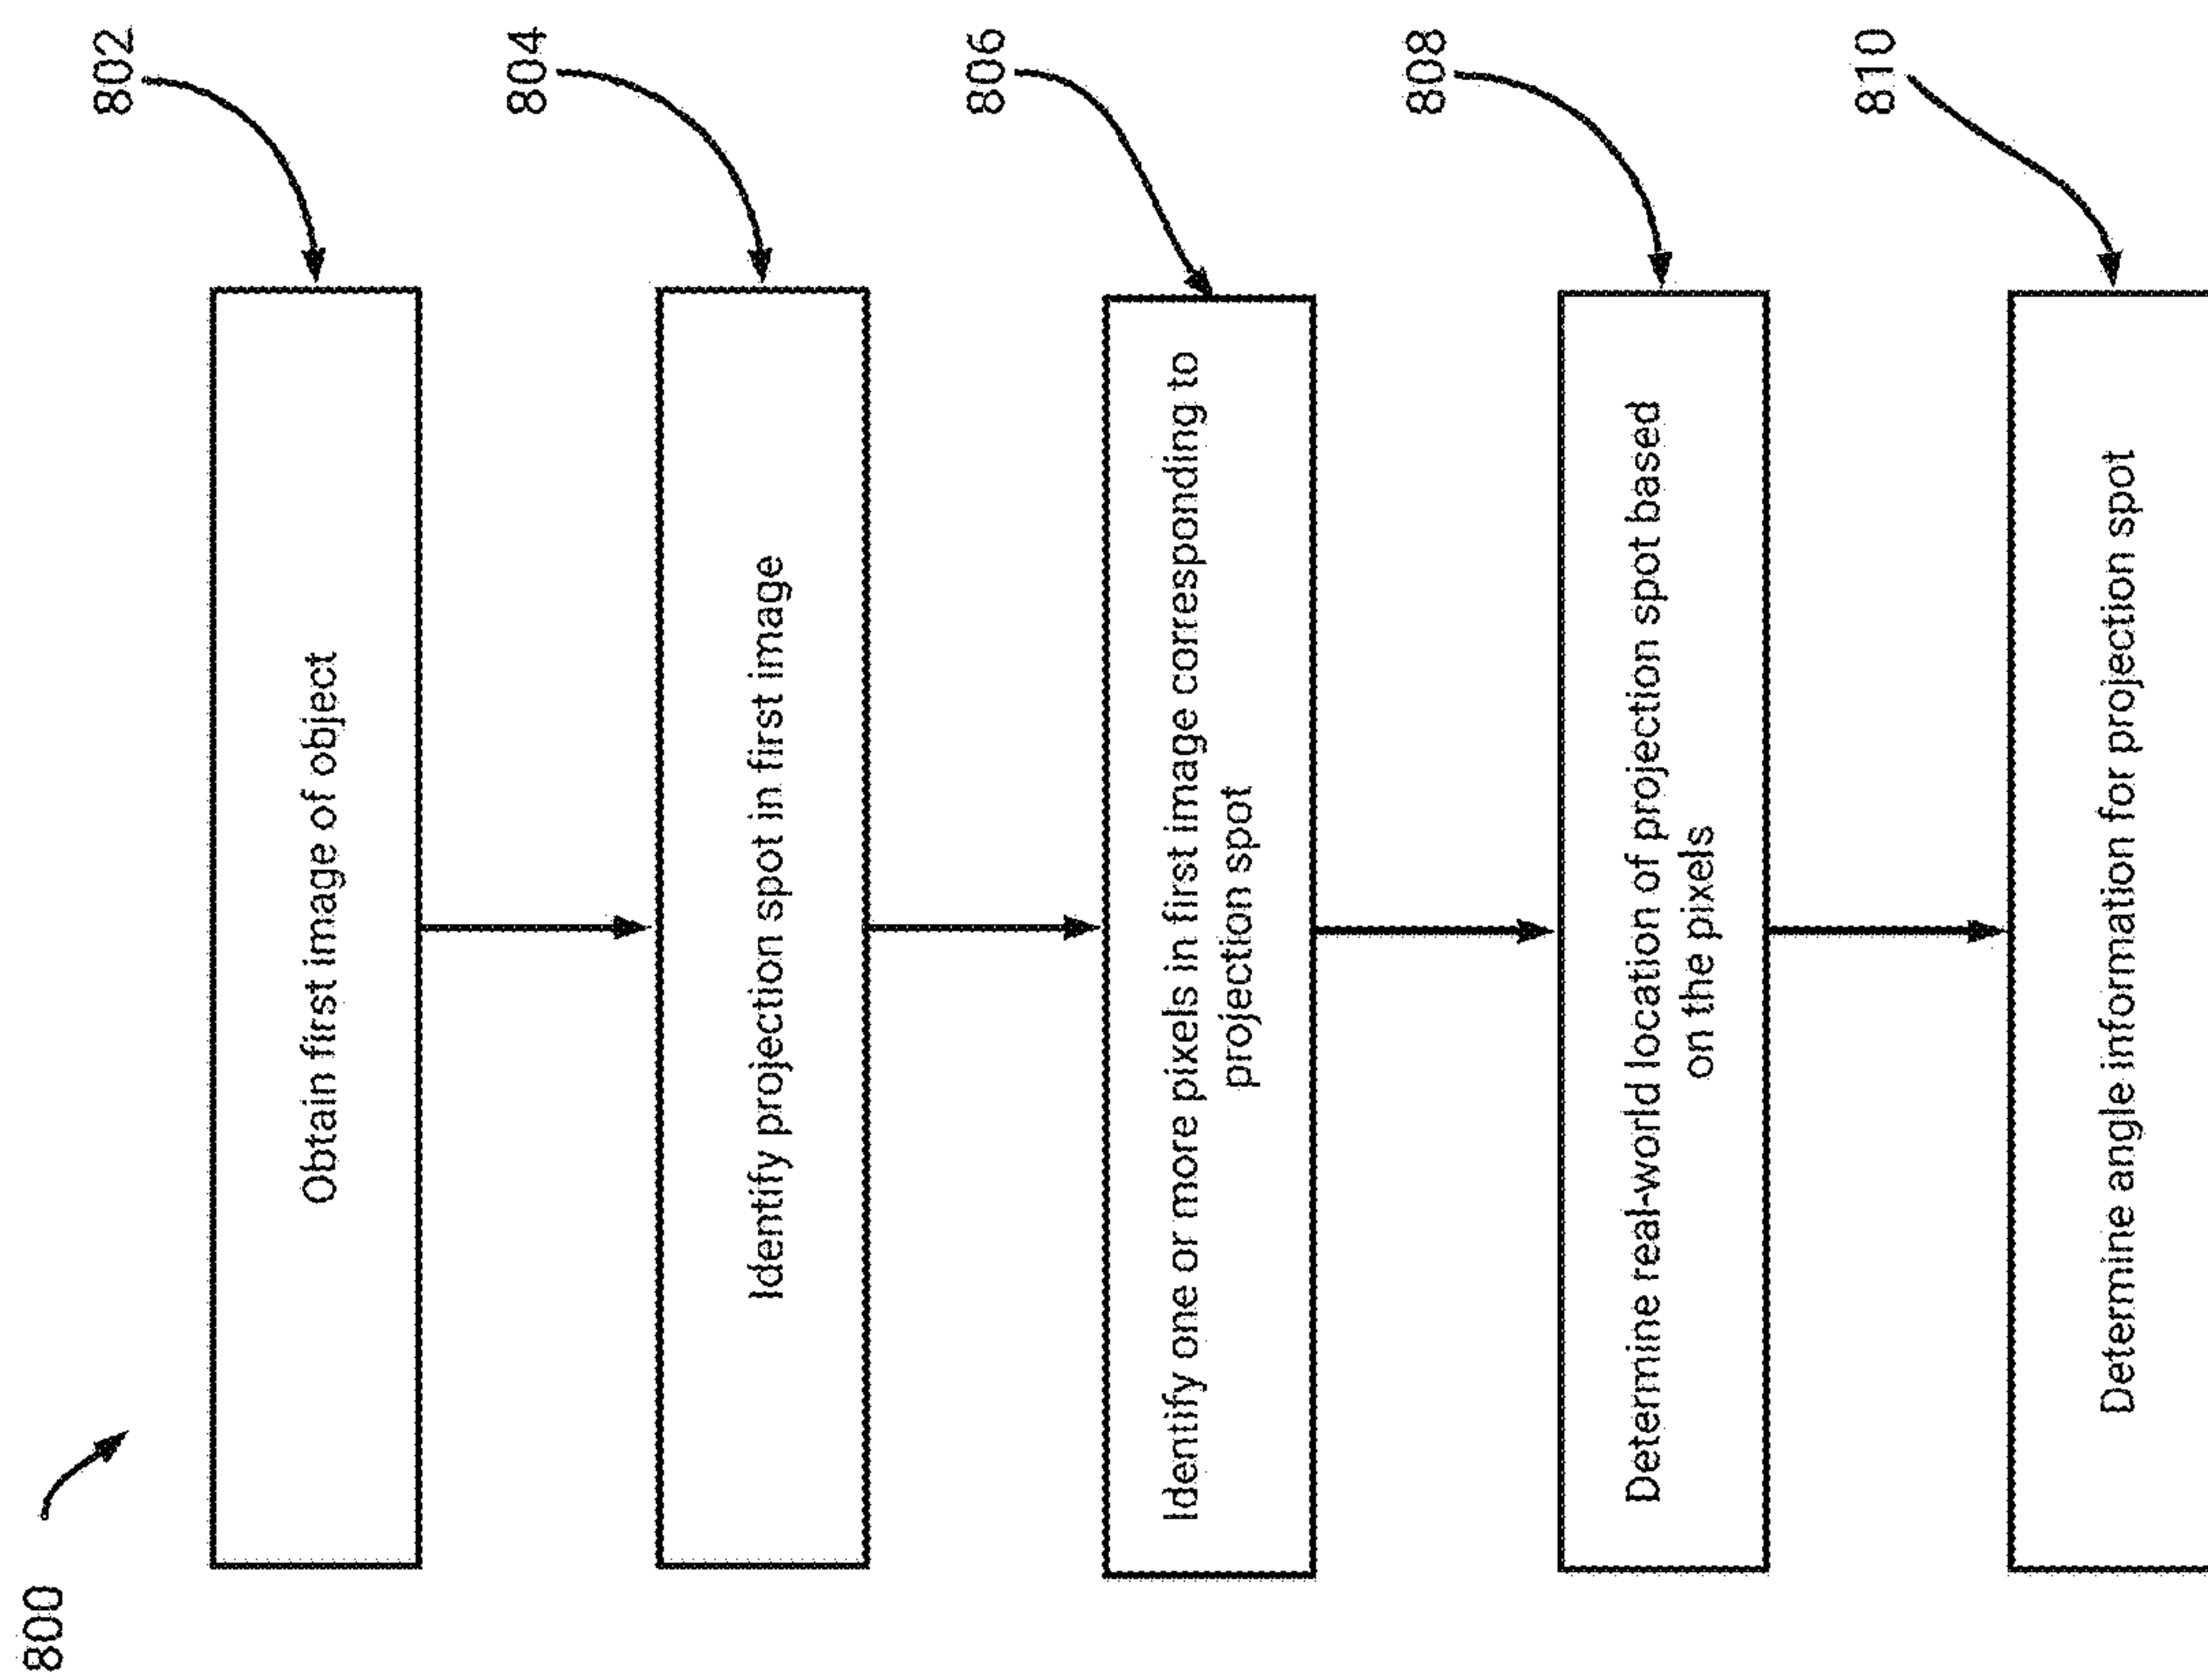 800
802
Obtain first image of object
804
Identify projection spot in first image
806
Identify one or more pixels in first image corresponding to
projection spot
808
Determine real-world location of projection spot based
on the pixels
810
Determine angle information for projection spot